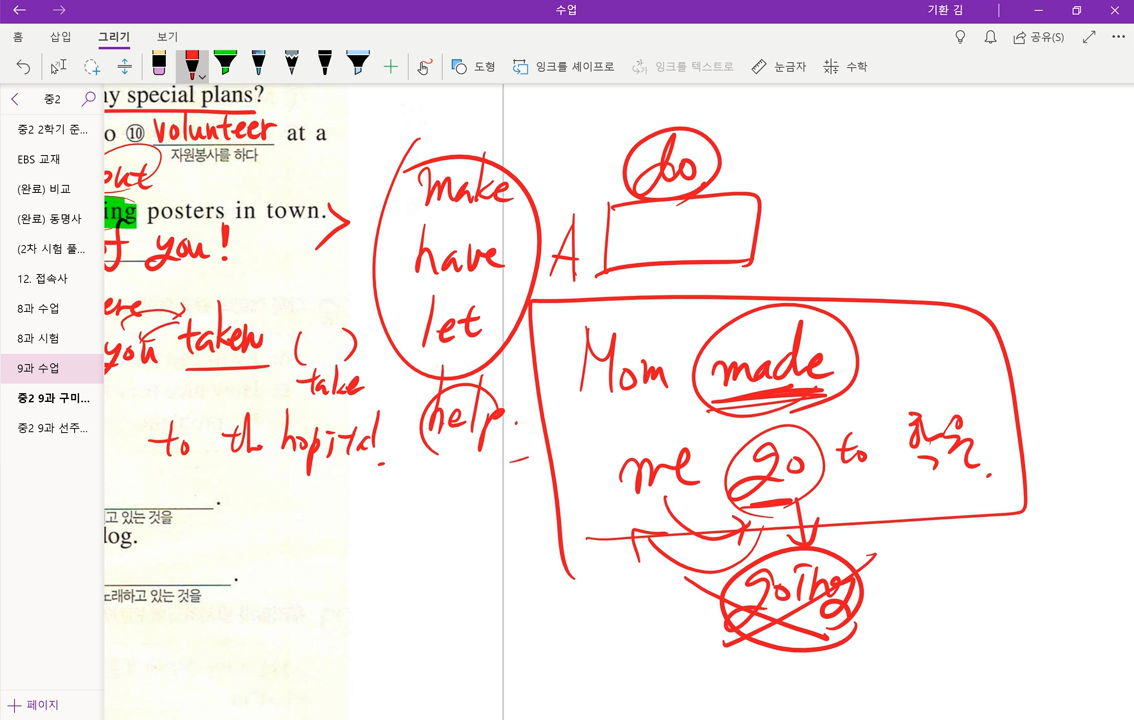 수업
기환 김
홈 삽입 그리기 보기
공유(S)
도형 잉크를 셰이프로 잉크를 텍스트로 눈금자 수학
중2
중2 2학기 준...
EBS 교재
(완료) 비교
(완료) 동명사
(2차 시험 풀...
12. 접속사
8과 수업
8과 시험
9과 수업
중2 9과 구미...
중2 9과 선주...
페이지
ny special plans?
o ⑩ volunteer at a
자원봉사를 하다
out
ing posters in town.
of you!
ere
you taken ( )
take
to the hopital.
고 있는 것을
log.
노래하고 있는 것을
make
have
let
help.
do
A
Mom made
me go to 학원.
going